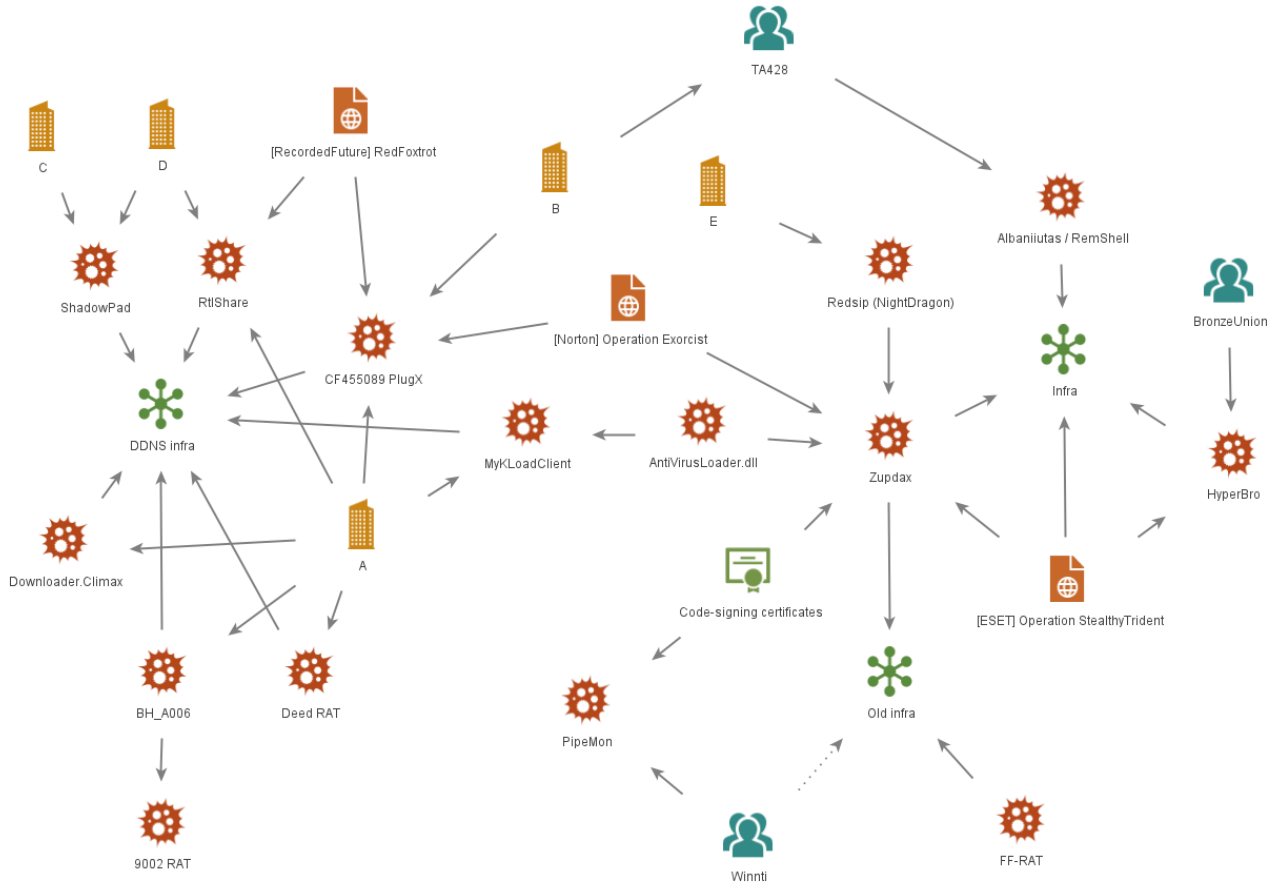 TA428
[RecordedFuture] RedFoxtrot
C
D
B
E
Albaniiutas / RemShell
ShadowPad
RtlShare
Redsip (NightDragon)
BronzeUnion
[Norton] Operation Exorcist
CF455089 PlugX
Infra
DDNS infra
MyKLoadClient
AntiVirusLoader.dll
Zupdax
HyperBro
A
Downloader.Climax
Code-signing certificates
[ESET] Operation StealthyTrident
BH_A006
Deed RAT
Old infra
PipeMon
9002 RAT
FF-RAT
Winnti